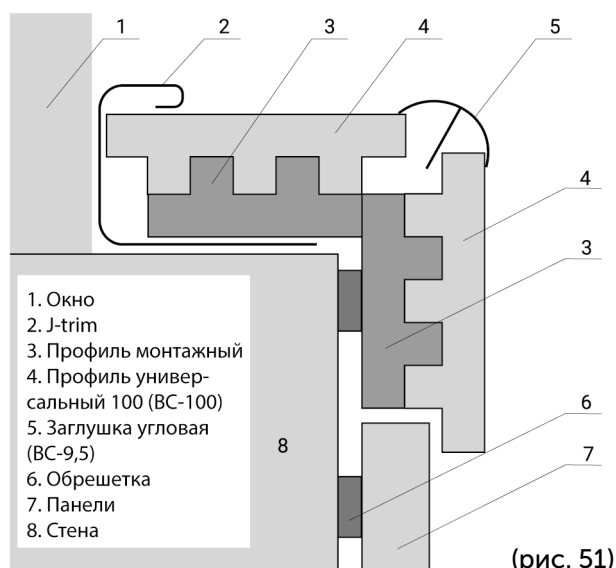 1
2
3
4
5
4
3
6
7
8
1. Окно
2. J-trim
3. Профиль монтажный
4. Профиль универ-
сальный 100 (ВС-100)
5. Заглушка угловая
(ВС-9,5)
6. Обрешетка
7. Панели
8. Стена
(рис. 51)